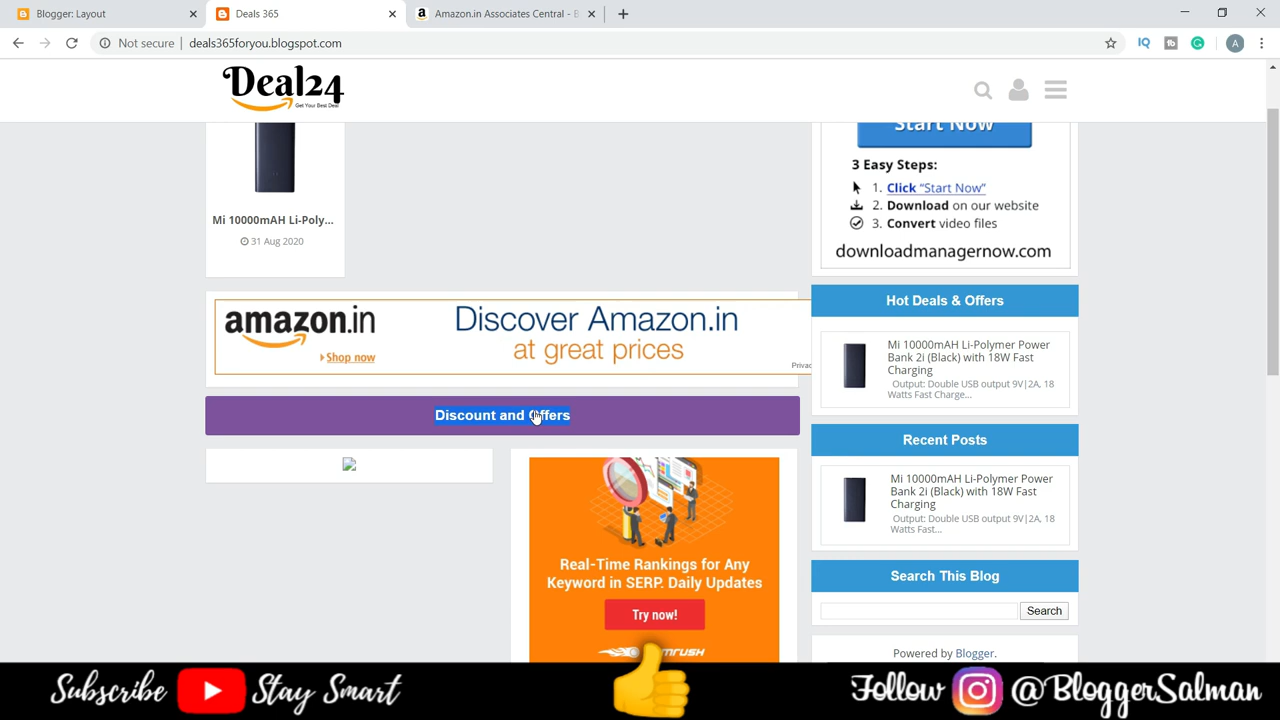 Blogger: Layout
Deals 365
Amazon.in Associates Central - B
Not secure
deals365foryou.blogspot.com
A
Deal24
Get Your Best Deal
Mi 10000mAH Li-Poly...
31 Aug 2020
amazon.in
Shop now
Discover Amazon.in
at great prices
Privac
Discount and Offers
Real-Time Rankings for Any
Keyword in SERP. Daily Updates
Try now!
Start Now
3 Easy Steps:
1. Click "Start Now"
2. Download on our website
3. Convert video files
downloadmanagernow.com
Hot Deals & Offers
Mi 10000mAH Li-Polymer Power
Bank 2i (Black) with 18W Fast
Charging
Output: Double USB output 9V|2A, 18
Watts Fast Charge...
Recent Posts
Mi 10000mAH Li-Polymer Power
Bank 2i (Black) with 18W Fast
Charging
Output: Double USB output 9V|2A, 18
Watts Fast...
Search This Blog
Search
Powered by Blogger.
Subscribe
Stay Smart
Follow
@BloggerSalman